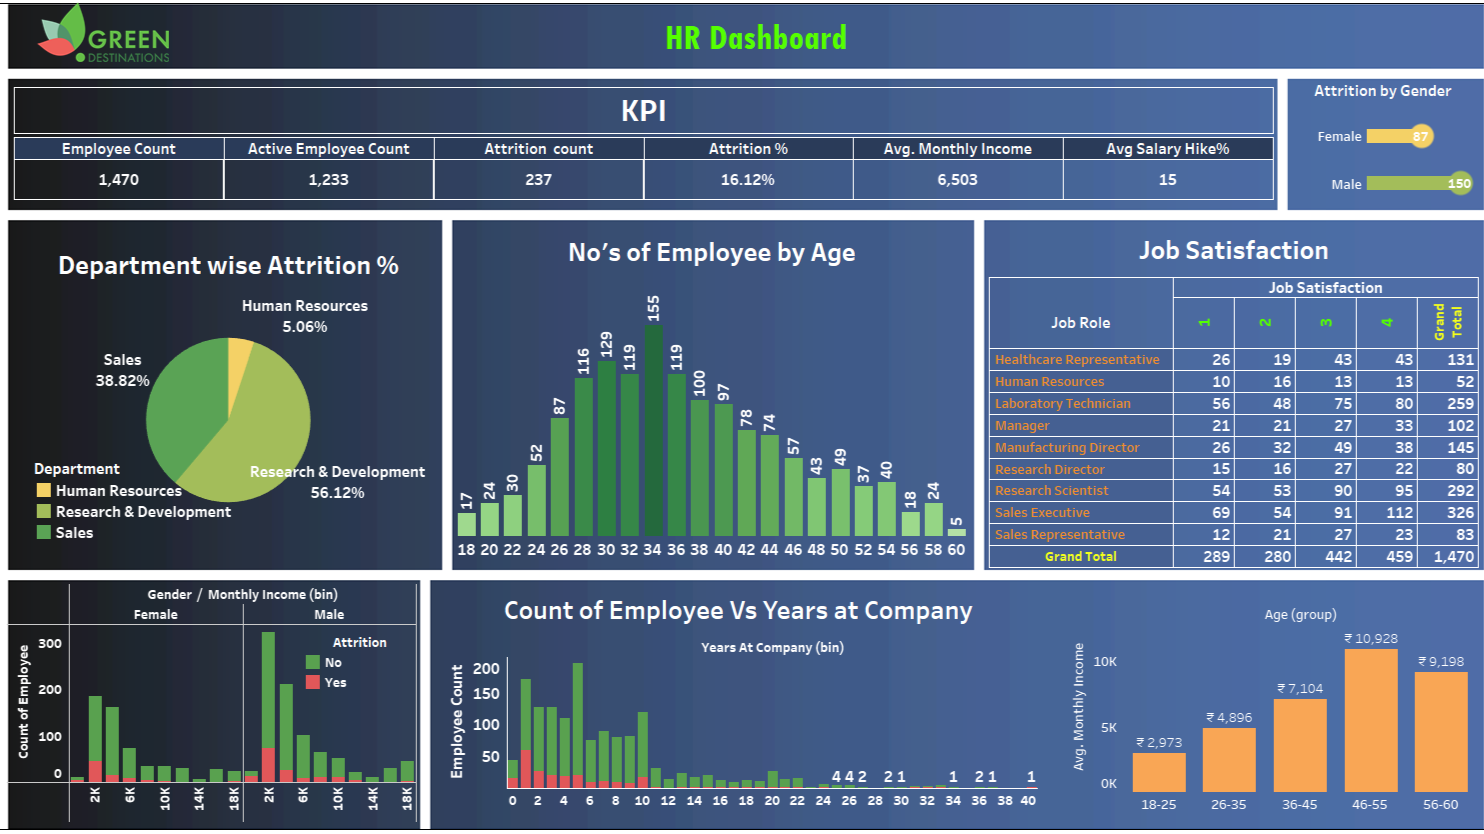 GREEN
DESTINATIONS
HR Dashboard
KPI
Employee Count Active Employee Count Attrition count Attrition % Avg. Monthly Income Avg Salary Hike%
1,470 1,233 237 16.12% 6,503 15
Attrition by Gender
Female 87
Male 150
Department wise Attrition %
Human Resources
5.06%
Sales
38.82%
Research & Development
56.12%
Department
Human Resources
Research & Development
Sales
No's of Employee by Age
17 24 30 52 87 116 129 119 155 119 100 97 78 74 57 43 49 37 40 18 24 5
18 20 22 24 26 28 30 32 34 36 38 40 42 44 46 48 50 52 54 56 58 60
Job Satisfaction
Job Satisfaction
Job Role 1 2 3 4 Grand Total
Healthcare Representative 26 19 43 43 131
Human Resources 10 16 13 13 52
Laboratory Technician 56 48 75 80 259
Manager 21 21 27 33 102
Manufacturing Director 26 32 49 38 145
Research Director 15 16 27 22 80
Research Scientist 54 53 90 95 292
Sales Executive 69 54 91 112 326
Sales Representative 12 21 27 23 83
Grand Total 289 280 442 459 1,470
Gender / Monthly Income (bin)
Female Male
Count of Employee
300
200
100
0
Attrition
No
Yes
2K 6K 10K 14K 18K 2K 6K 10K 14K 18K
Count of Employee Vs Years at Company
Years At Company (bin)
Employee Count
200
150
100
50
4 4 2 2 1 1 2 1 1
0 2 4 6 8 10 12 14 16 18 20 22 24 26 28 30 32 34 36 38 40
Age (group)
Avg. Monthly Income
10K
5K
0K
₹ 2,973 ₹ 4,896 ₹ 7,104 ₹ 10,928 ₹ 9,198
18-25 26-35 36-45 46-55 56-60